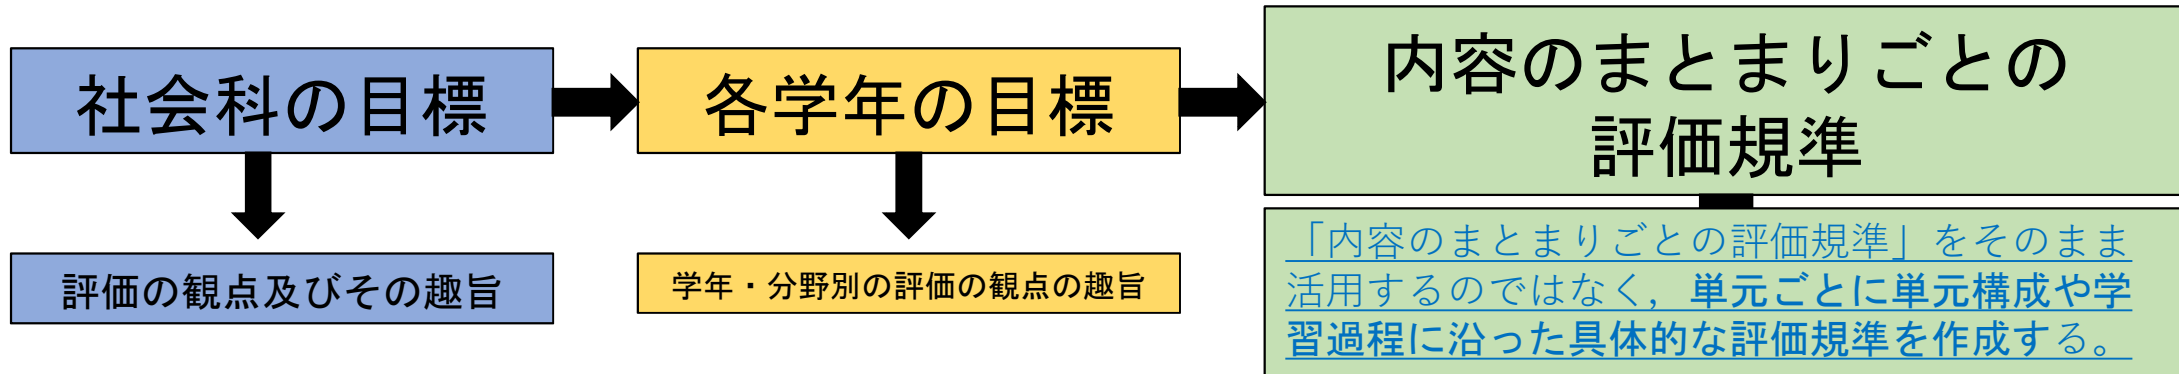 社会科の目標
各学年の目標
内容のまとまりごとの
評価規準
評価の観点及びその趣旨
学年・分野別の評価の観点の趣旨
「内容のまとまりごとの評価規準」をそのまま
活用するのではなく，単元ごとに単元構成や学
習過程に沿った具体的な評価規準を作成する。